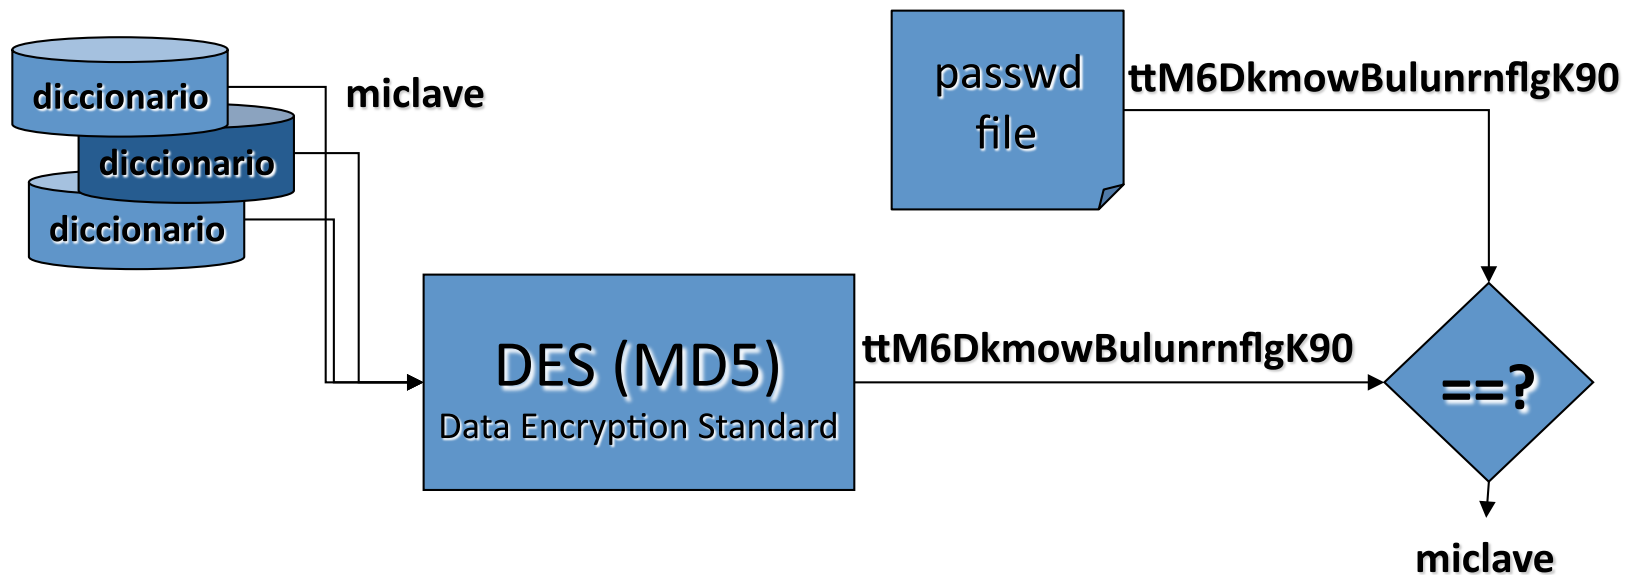 diccionario
miclave
diccionario
diccionario
passwd
file
ttM6DkmowBulunrnflgK90
DES (MD5)
Data Encryption Standard
ttM6DkmowBulunrnflgK90
==?
miclave